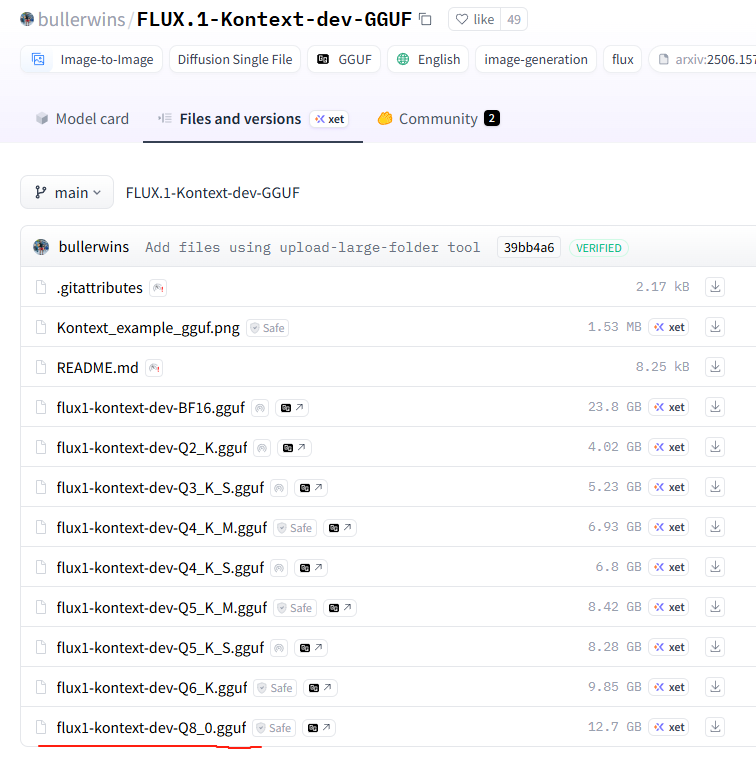 bullerwins/FLUX.1-Kontext-dev-GGUF like 49
Image-to-Image Diffusion Single File GGUF English image-generation flux arxiv:2506.157
Model card Files and versions xet Community 2
main FLUX.1-Kontext-dev-GGUF
bullerwins Add files using upload-large-folder tool 39bb4a6 VERIFIED
.gitattributes 2.17 kB
Kontext_example_gguf.png Safe 1.53 MB xet
README.md 8.25 kB
flux1-kontext-dev-BF16.gguf 23.8 GB xet
flux1-kontext-dev-Q2_K.gguf 4.02 GB xet
flux1-kontext-dev-Q3_K_S.gguf 5.23 GB xet
flux1-kontext-dev-Q4_K_M.gguf Safe 6.93 GB xet
flux1-kontext-dev-Q4_K_S.gguf 6.8 GB xet
flux1-kontext-dev-Q5_K_M.gguf Safe 8.42 GB xet
flux1-kontext-dev-Q5_K_S.gguf 8.28 GB xet
flux1-kontext-dev-Q6_K.gguf Safe 9.85 GB xet
flux1-kontext-dev-Q8_0.gguf Safe 12.7 GB xet